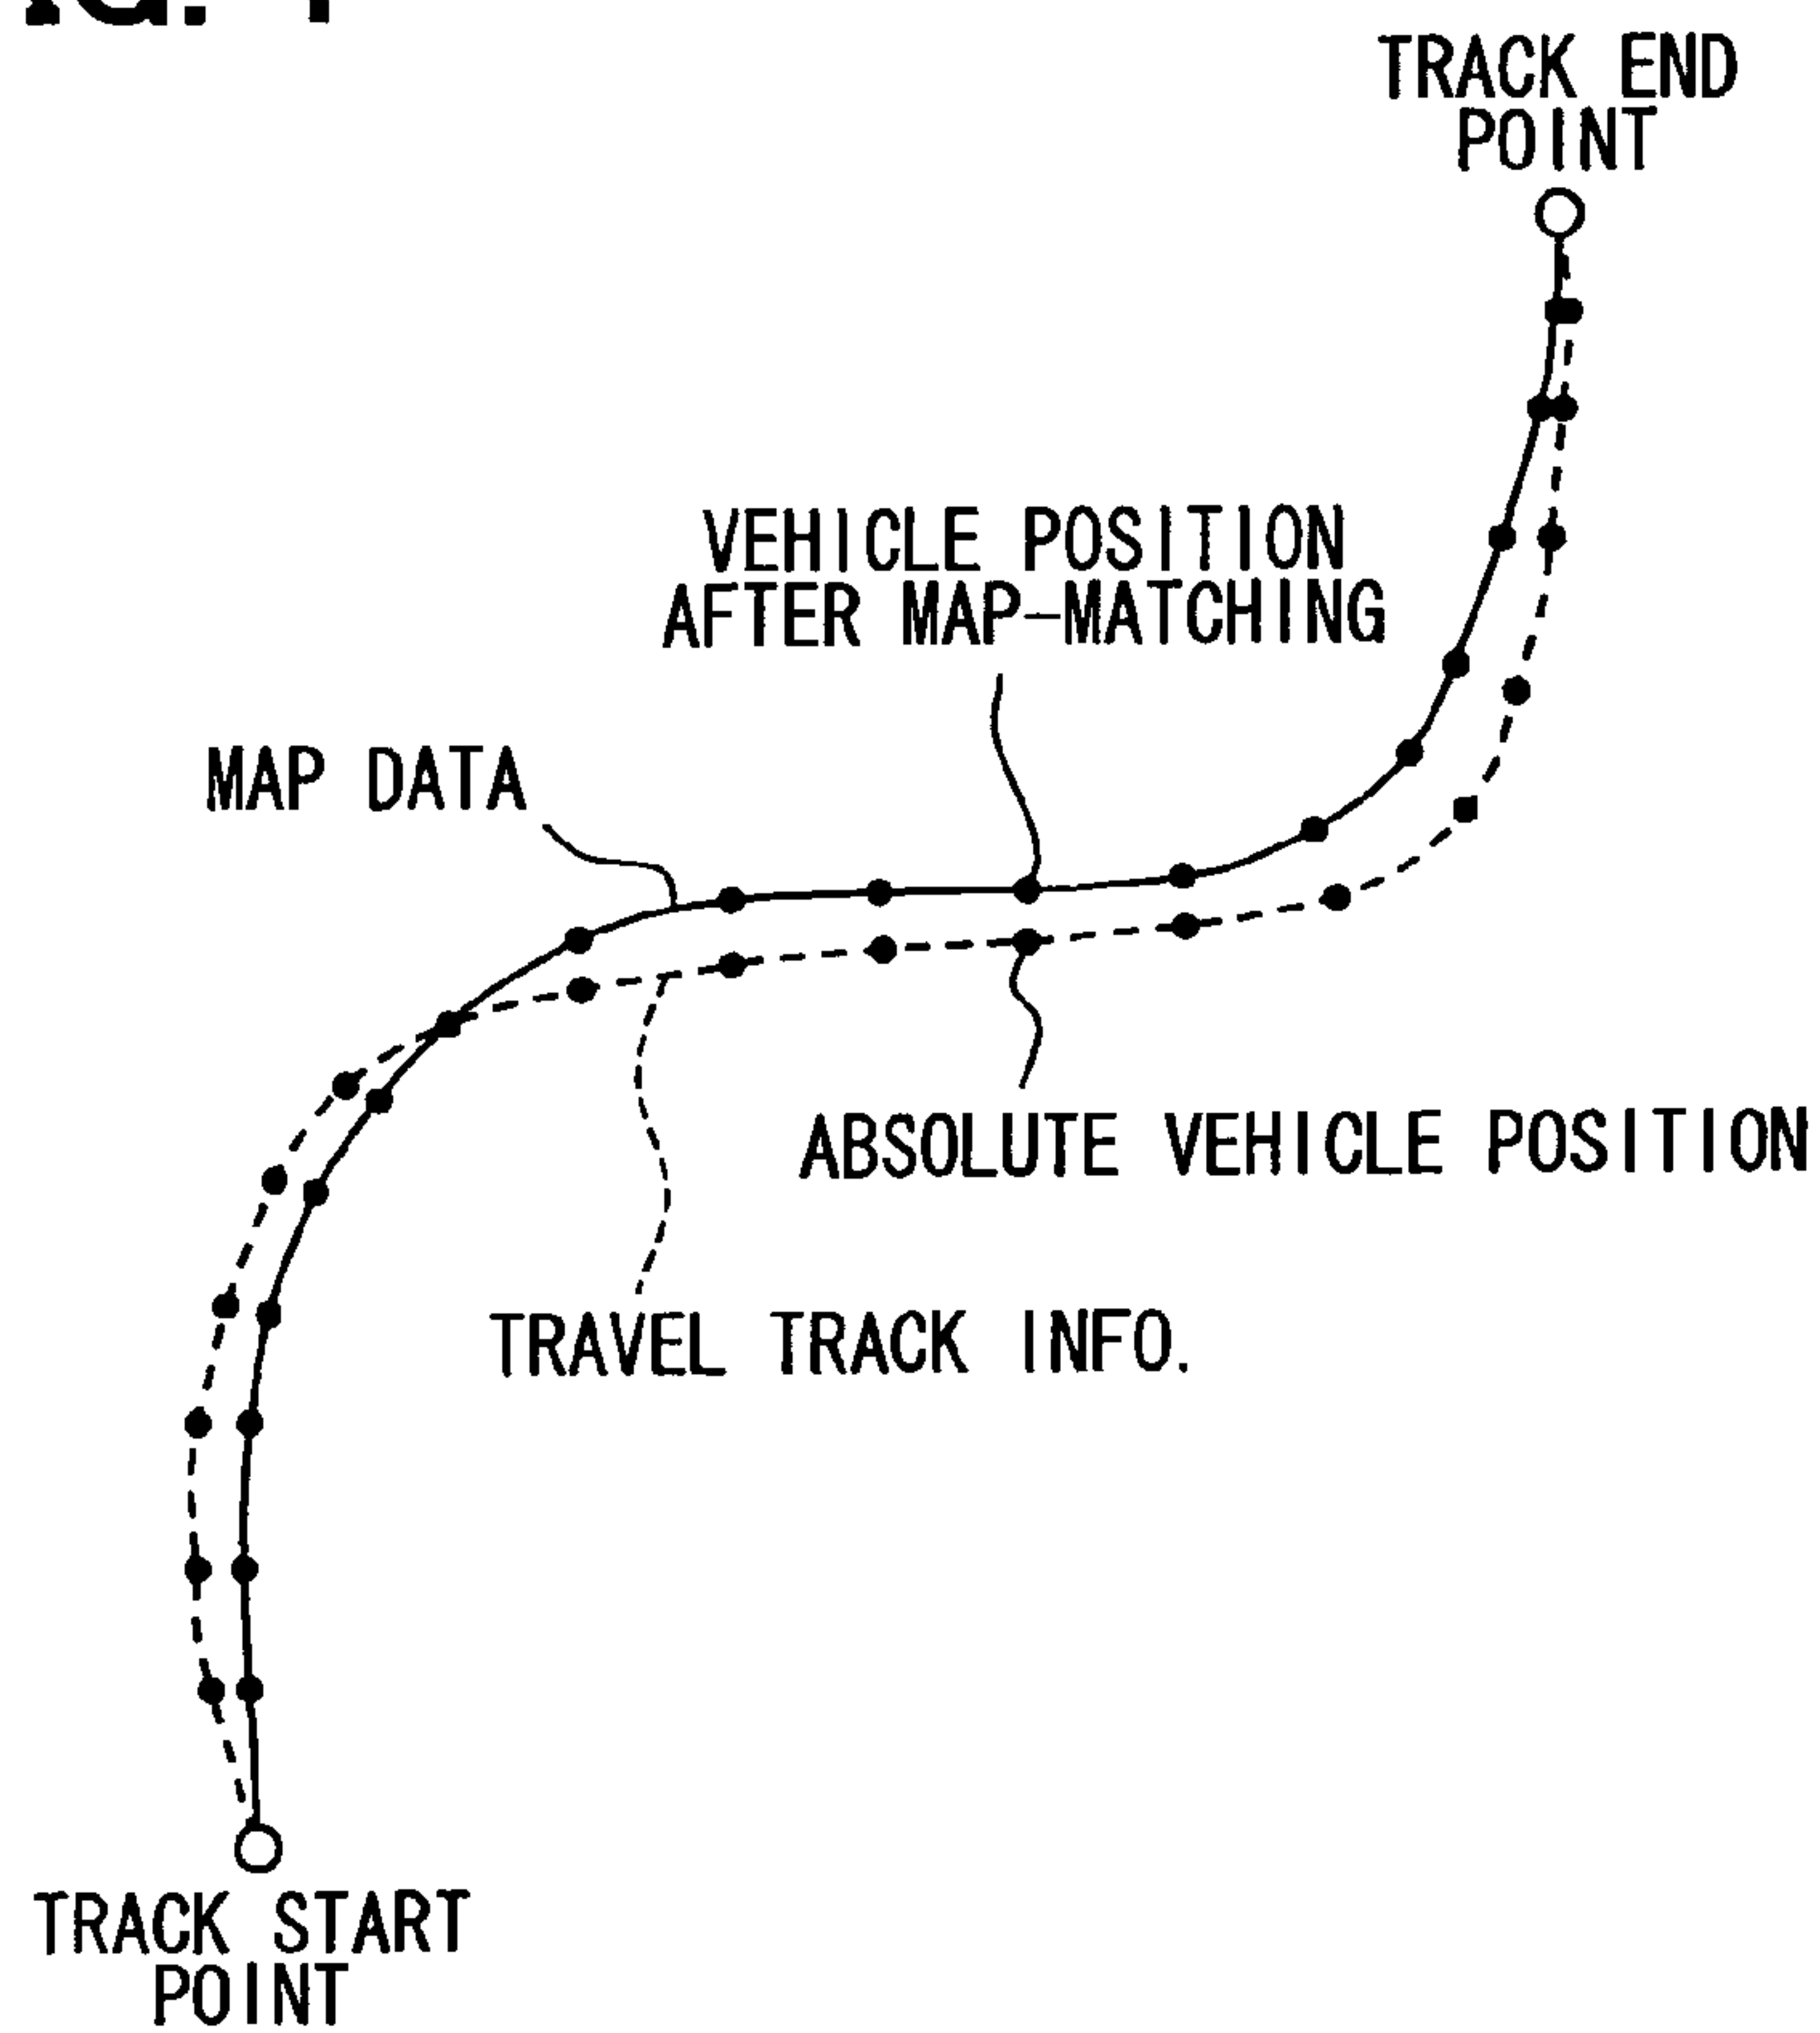 TRACK END
POINT
VEHICLE POSITION
AFTER MAP-MATCHING
MAP DATA
ABSOLUTE VEHICLE POSITION
TRAVEL TRACK INFO.
TRACK START
POINT